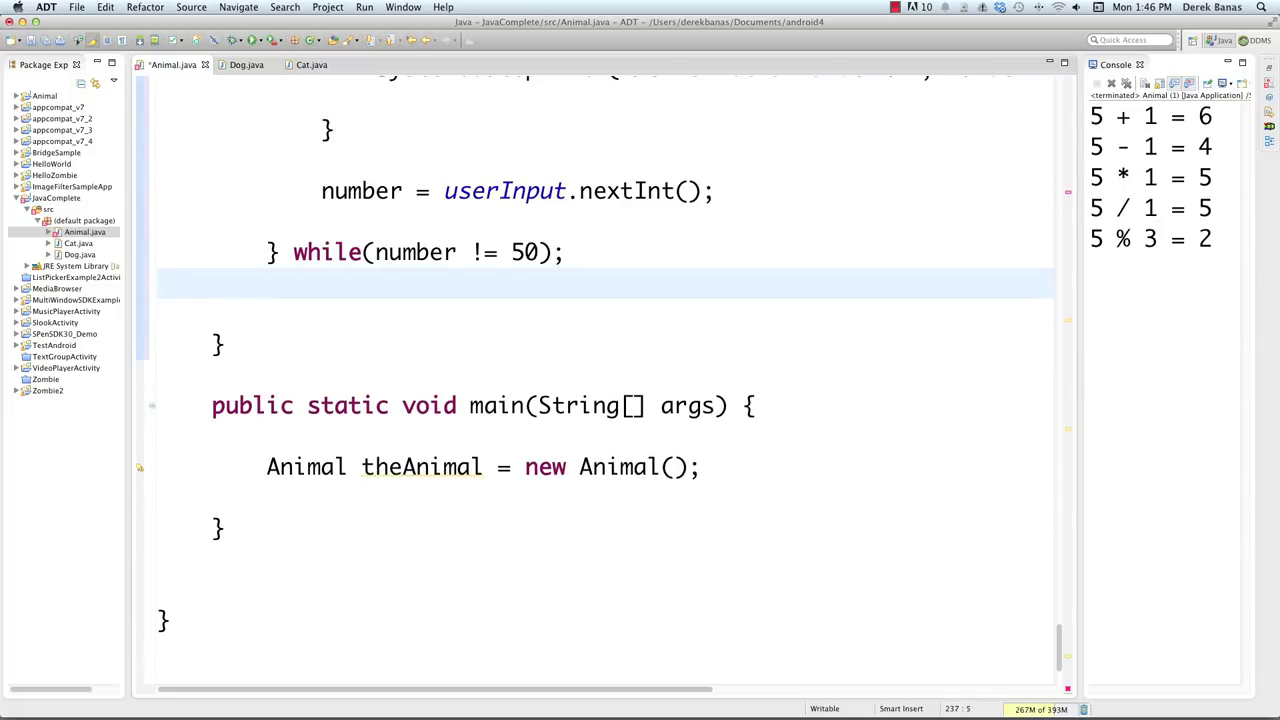 ADT File Edit Refactor Source Navigate Search Project Run Window Help
10 Mon 1:46 PM Derek Banas
Java - JavaComplete/src/Animal.java - ADT - /Users/derekbanas/Documents/android4
Quick Access Java DDMS
Package Exp
*Animal.java Dog.java Cat.java
Console
<terminated> Animal (1) [Java Application]
Animal
appcompat_v7
appcompat_v7_2
appcompat_v7_3
appcompat_v7_4
BridgeSample
HelloWorld
HelloZombie
ImageFilterSampleApp
JavaComplete
src
(default package)
Animal.java
Cat.java
Dog.java
JRE System Library [Ja
ListPickerExample2Activi
MediaBrowser
MultiWindowSDKExample
MusicPlayerActivity
SlookActivity
SPenSDK30_Demo
TestAndroid
TextGroupActivity
VideoPlayerActivity
Zombie
Zombie2
}
number = userInput.nextInt();
} while(number != 50);
}
public static void main(String[] args) {
Animal theAnimal = new Animal();
}
}
5 + 1 = 6
5 - 1 = 4
5 * 1 = 5
5 / 1 = 5
5 % 3 = 2
Writable Smart Insert 237 : 5 267M of 393M